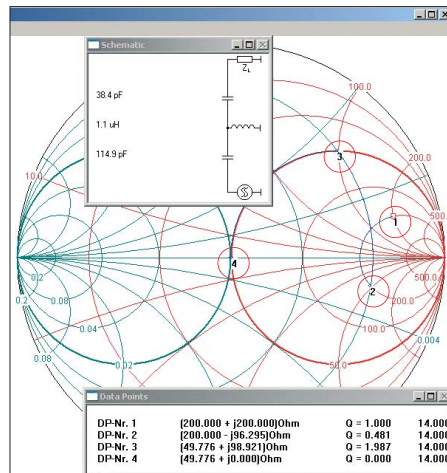 Schematic
Z1
38.4 pF
1.1 uH
114.9 pF
S
100.0
10.0
200.0
3
500.0
1
0.2
0.2
0.08
4
500.0
2
200.0
0.04
100.0
0.004
0.08
0.02
50.0
Data Points
DP-Nr. 1 (200.000 + j200.000)Ohm Q = 1.000 14.000
DP-Nr. 2 (200.000 - j96.295)Ohm Q = 0.481 14.000
DP-Nr. 3 (49.776 + j98.921)Ohm Q = 1.987 14.000
DP-Nr. 4 (49.776 + j0.000)Ohm Q = 0.000 14.000